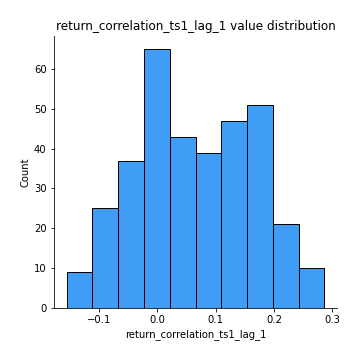 return_correlation_ts1_lag_1 value distribution
Count
60
50
40
30
20
10
0
−0.1 0.0 0.1 0.2 0.3
return_correlation_ts1_lag_1